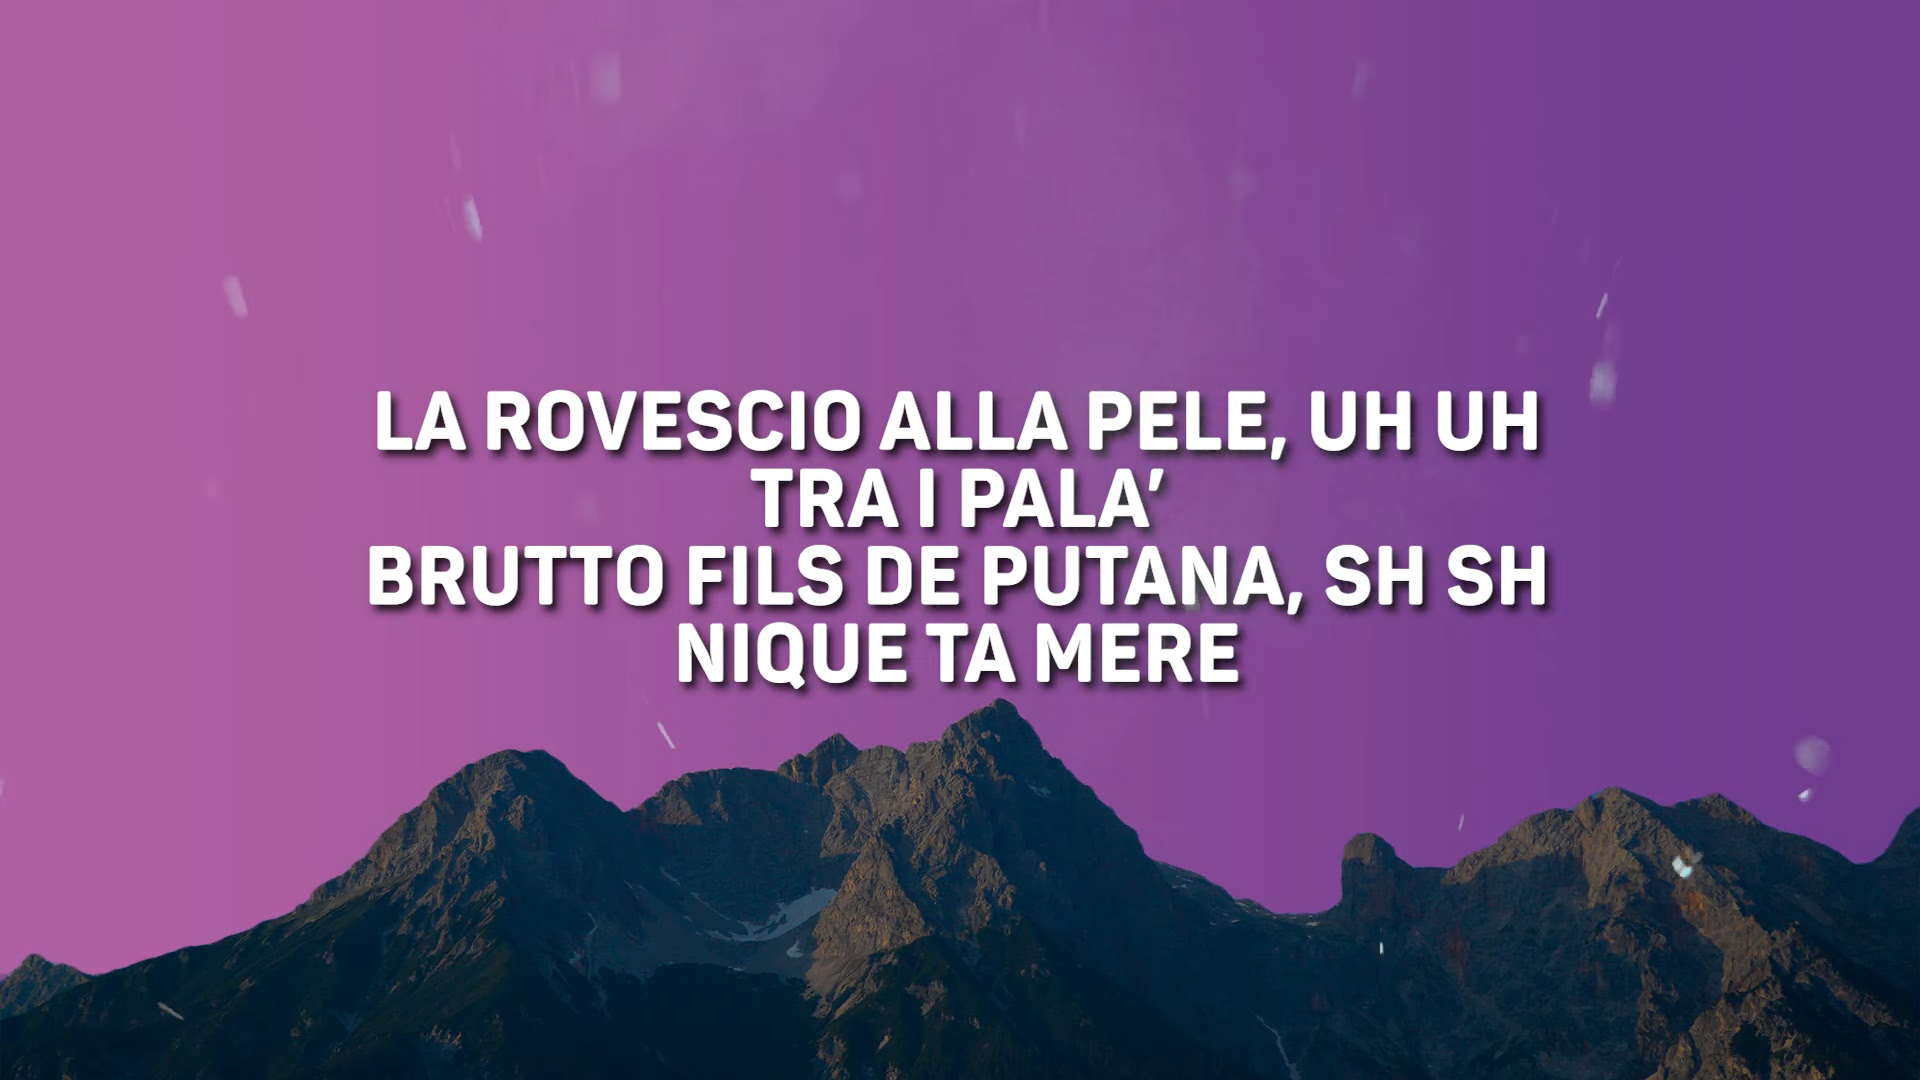 LA ROVESCIO ALLA PELE, UH UH
TRA I PALA’
BRUTTO FILS DE PUTANA, SH SH
NIQUE TA MERE